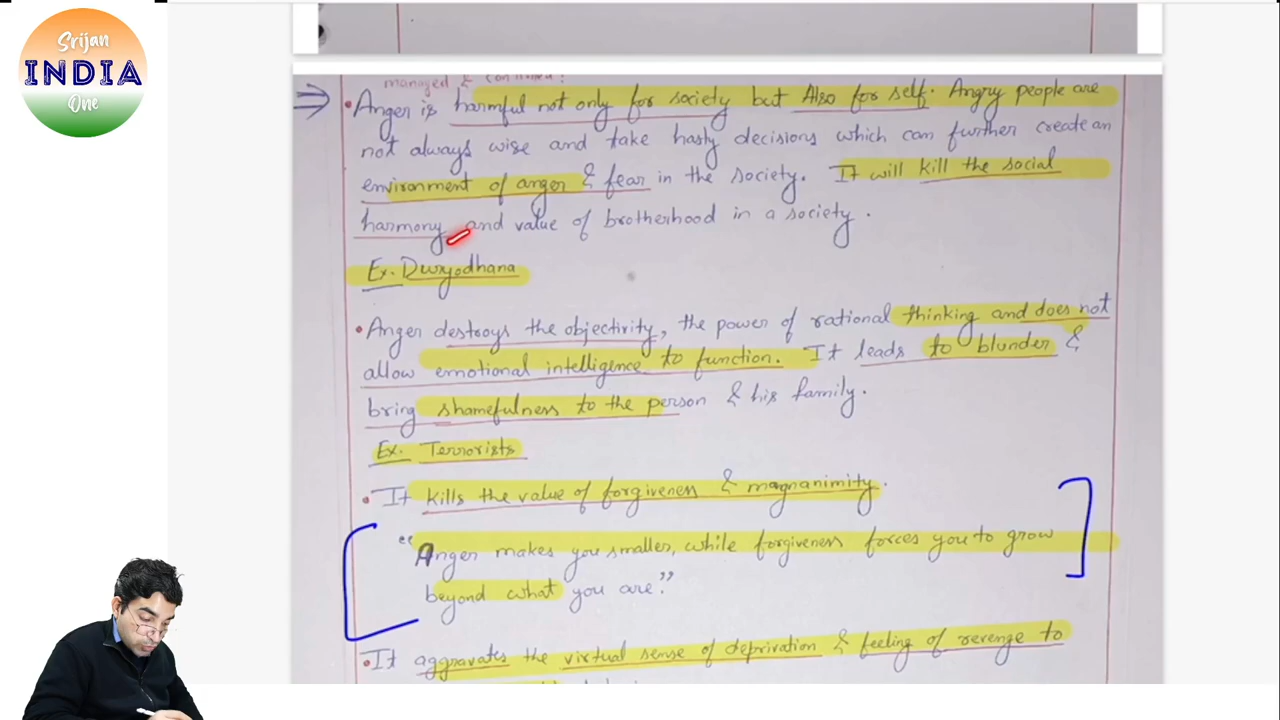 Srijan
INDIA
One
managed &
Anger is harmful not only for society but Also for self. Angry people are
not always wise and take hasty decisions which can further create an
environment of anger & fear in the society. It will kill the social
harmony and value of brotherhood in a society.
Ex. Duryodhana
Anger destroys the objectivity, the power of rational thinking and does not
allow emotional intelligence to function. It leads to blunder &
bring shamefulness to the person & his family.
Ex. Terrorists
It kills the value of forgiveness & magnanimity.
"Anger makes you smaller, while forgiveness forces you to grow
beyond what you are."
It aggravates the virtual sense of deprivation & feeling of revenge to